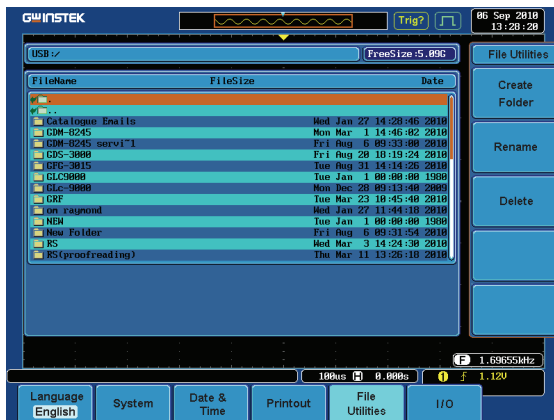 GWINSTEK
Trig?
06 Sep 2010
13:28:20
USB:/
FreeSize:5.09G
File Utilities
FileName FileSize Date
.
..
Catalogue Emails Wed Jan 27 14:28:46 2010
GDM-8245 Mon Mar 1 14:46:02 2010
GDM-8245 servi~1 Fri Aug 6 09:33:00 2010
GDS-3000 Fri Aug 20 18:19:24 2010
GFG-3015 Tue Aug 31 14:14:26 2010
GLC9000 Tue Jan 1 00:00:00 1980
GLc-9000 Mon Dec 28 09:13:40 2009
GRF Tue Mar 23 10:45:40 2010
om raymond Wed Jan 27 11:44:18 2010
NEW Tue Jan 1 00:00:00 1980
New Folder Fri Aug 6 09:31:54 2010
RS Wed Mar 3 14:24:30 2010
RS(proofreading) Thu Mar 11 13:26:18 2010
Create
Folder
Rename
Delete
F 1.69655kHz
100us H 0.000s
1 1.12V
Language
English
System
Date &
Time
Printout
File
Utilities
I/O